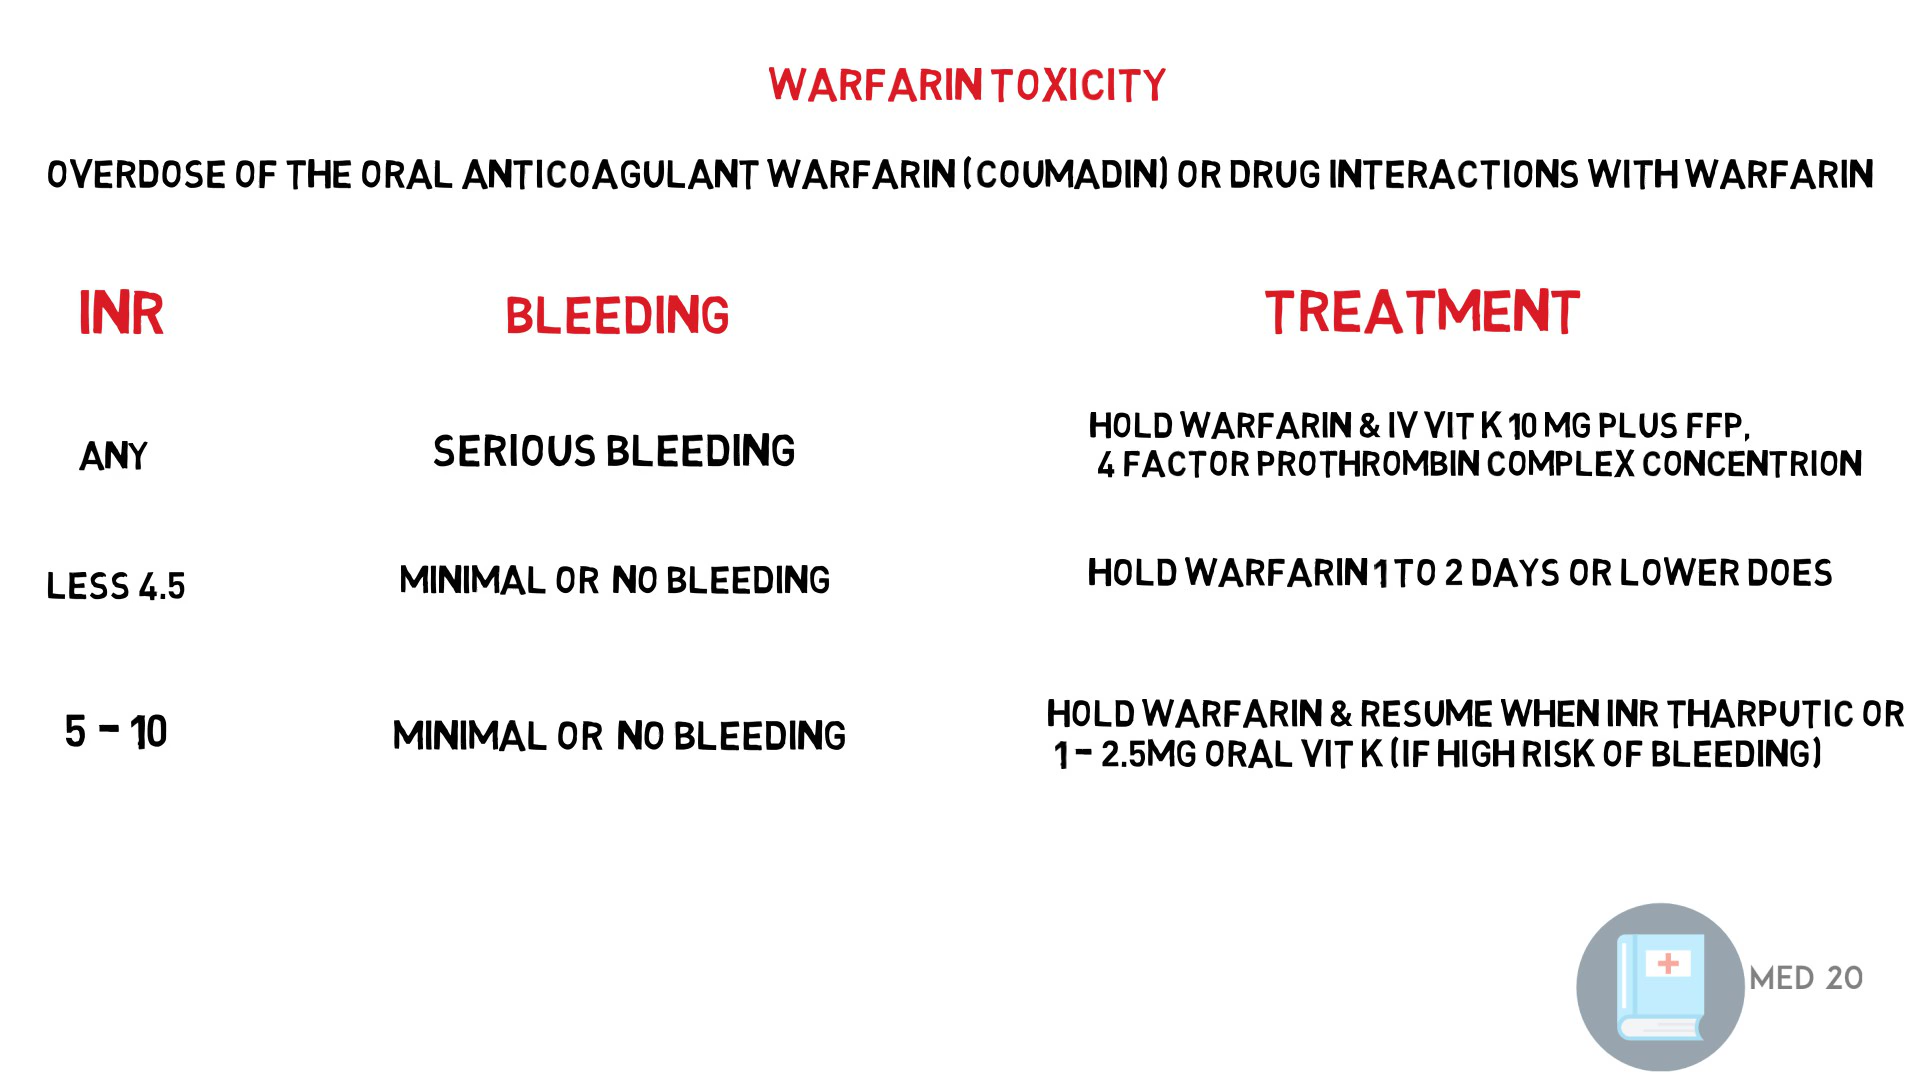 WARFARIN TOXICITY
OVERDOSE OF THE ORAL ANTICOAGULANT WARFARIN (COUMADIN) OR DRUG INTERACTIONS WITH WARFARIN
INR BLEEDING TREATMENT
ANY SERIOUS BLEEDING HOLD WARFARIN & IV VIT K 10 MG PLUS FFP,
4 FACTOR PROTHROMBIN COMPLEX CONCENTRION
LESS 4.5 MINIMAL OR NO BLEEDING HOLD WARFARIN 1 TO 2 DAYS OR LOWER DOES
5 - 10 MINIMAL OR NO BLEEDING HOLD WARFARIN & RESUME WHEN INR THARPUTIC OR
1 - 2.5MG ORAL VIT K (IF HIGH RISK OF BLEEDING)
MED 20